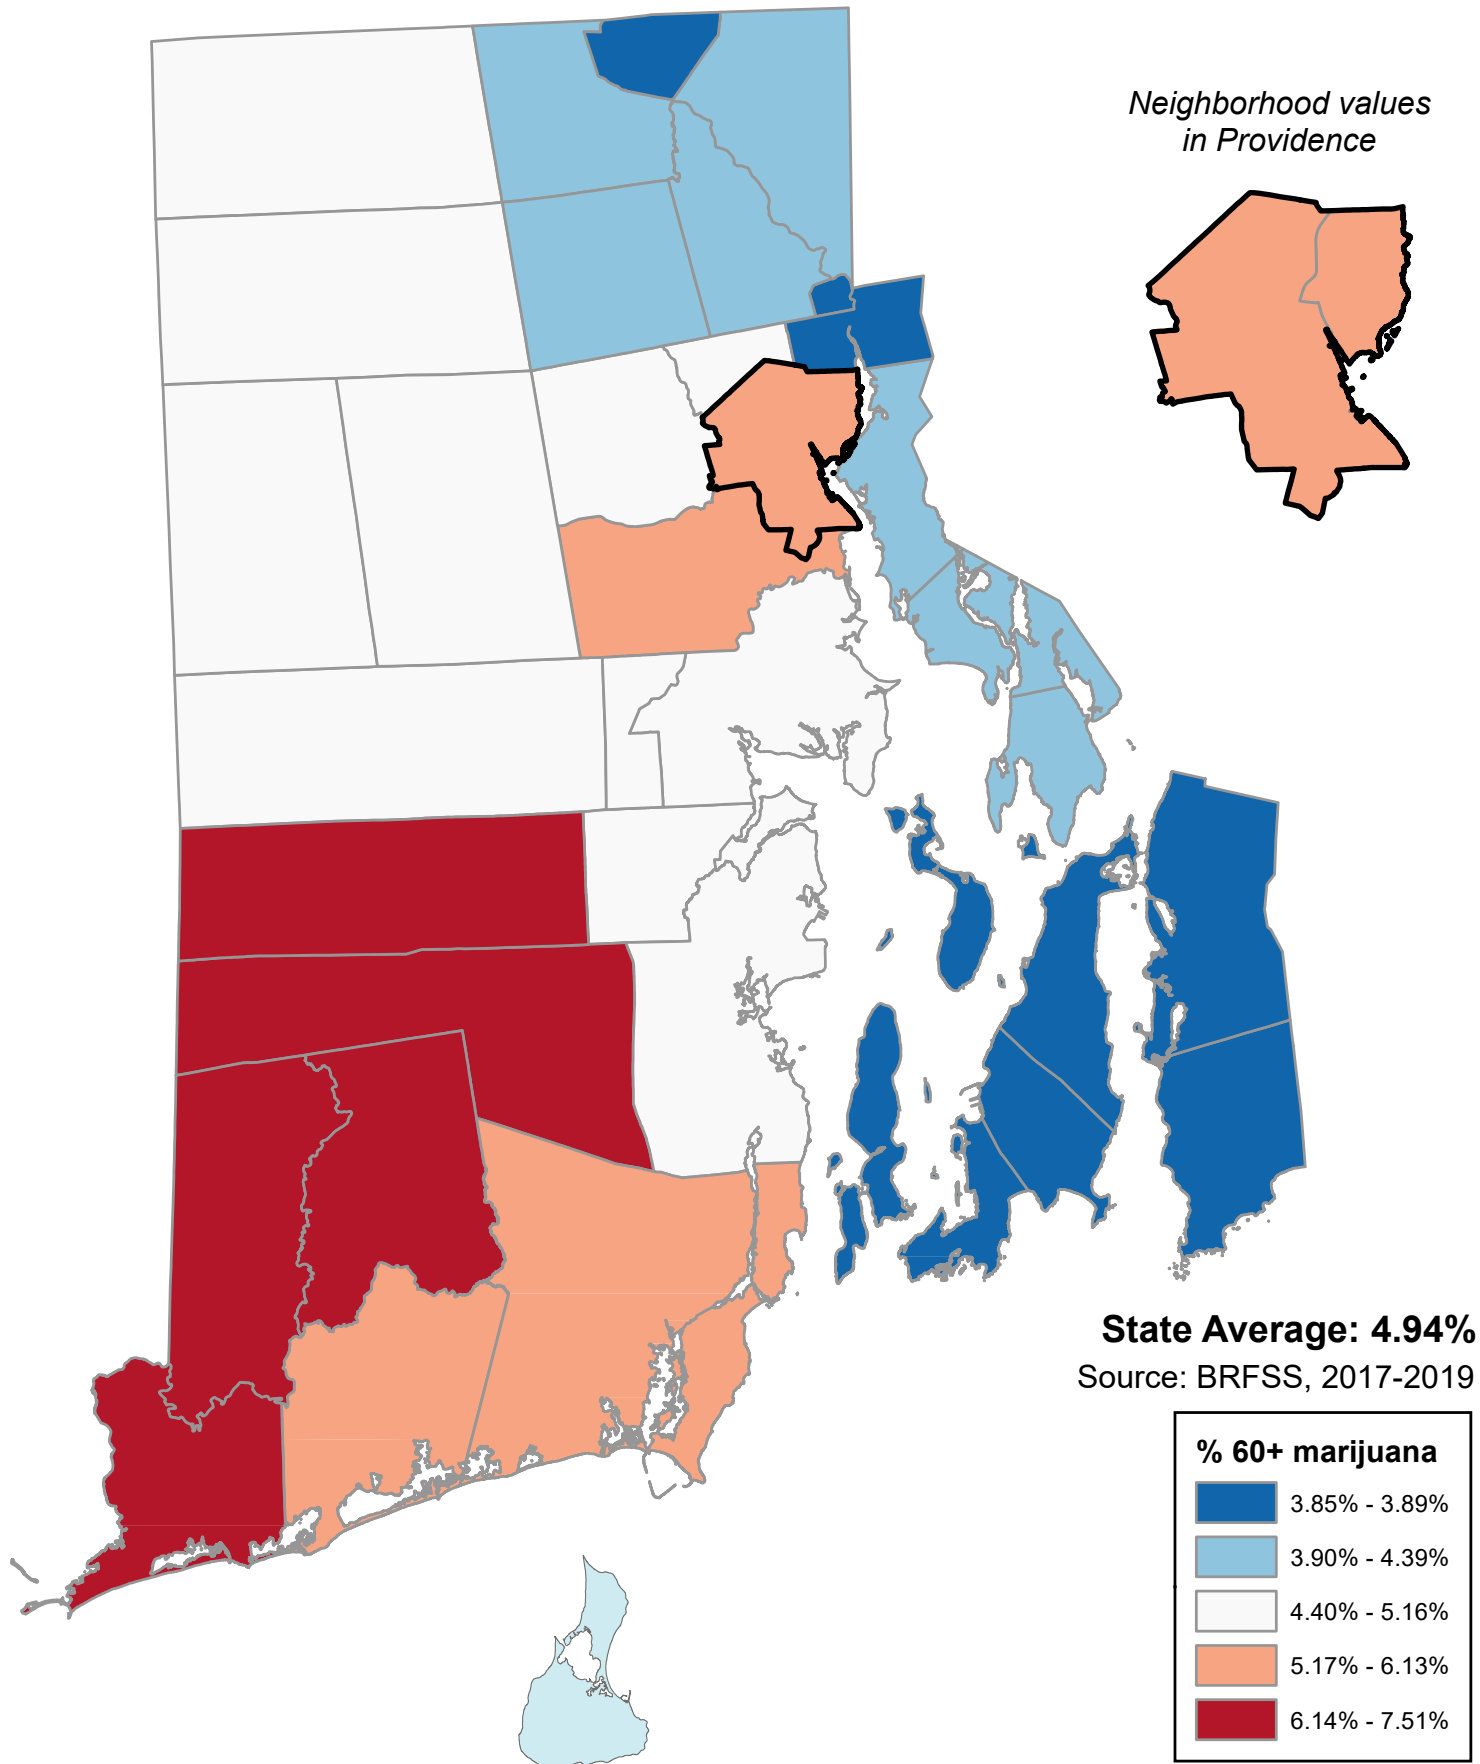 Neighborhood values
in Providence
State Average: 4.94%
Source: BRFSS, 2017-2019
% 60+ marijuana
3.85% - 3.89%
3.90% - 4.39%
4.40% - 5.16%
5.17% - 6.13%
6.14% - 7.51%